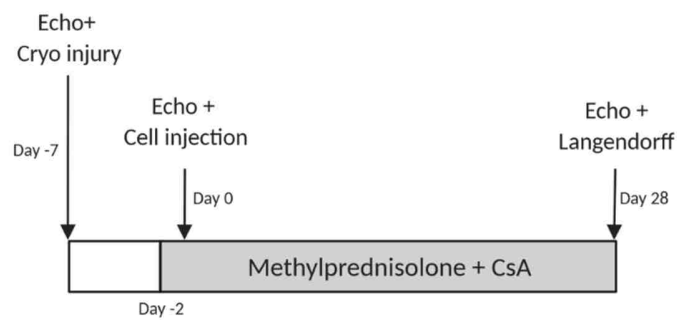 Echo+
Cryo injury
Echo +
Cell injection
Echo +
Langendorff
Day -7
Day 0
Day 28
Methylprednisolone + CsA
Day -2